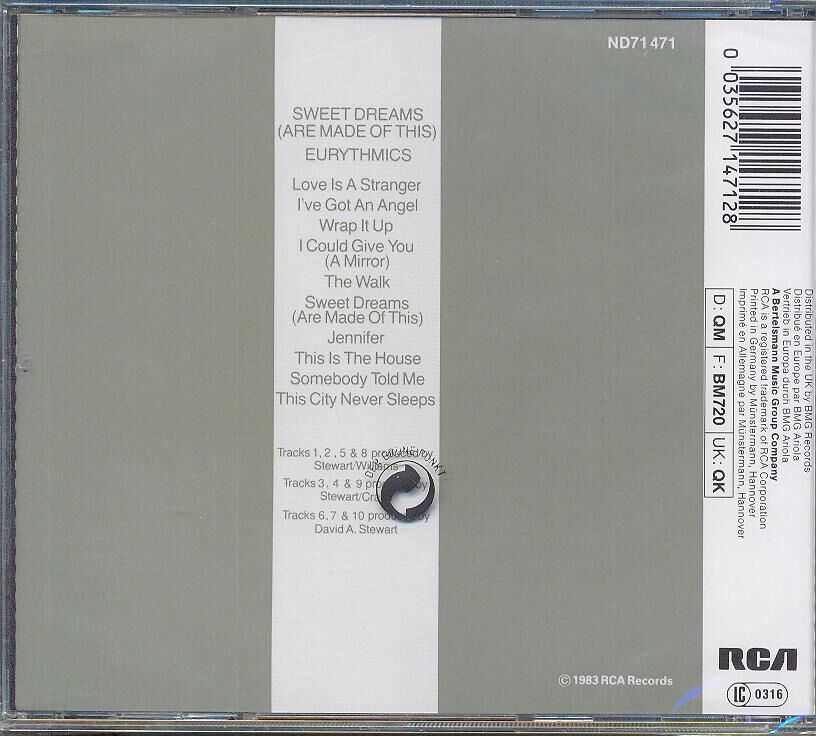 ND71471
SWEET DREAMS
(ARE MADE OF THIS)
EURYTHMICS
Love Is A Stranger
I've Got An Angel
Wrap It Up
I Could Give You
(A Mirror)
The Walk
Sweet Dreams
(Are Made Of This)
Jennifer
This Is The House
Somebody Told Me
This City Never Sleeps
Tracks 1, 2, 5 & 8 produced by
Stewart/Williams
Tracks 3, 4 & 9 produced by
Stewart/
Tracks 6, 7 & 10 produced by
David A. Stewart
DER GRÜNE PUNKT
© 1983 RCA Records
0 035627 147128
Distributed in the UK by BMG Records
Distribué en Europe par BMG Ariola
Vertrieb in Europa durch BMG Ariola
A Bertelsmann Music Group Company
RCA is a registered trademark of RCA Corporation
Printed in Germany by Münstermann, Hannover
Imprimé en Allemagne par Münstermann, Hannover
D: QM F: BM720 UK: QK
RCA
LC 0316